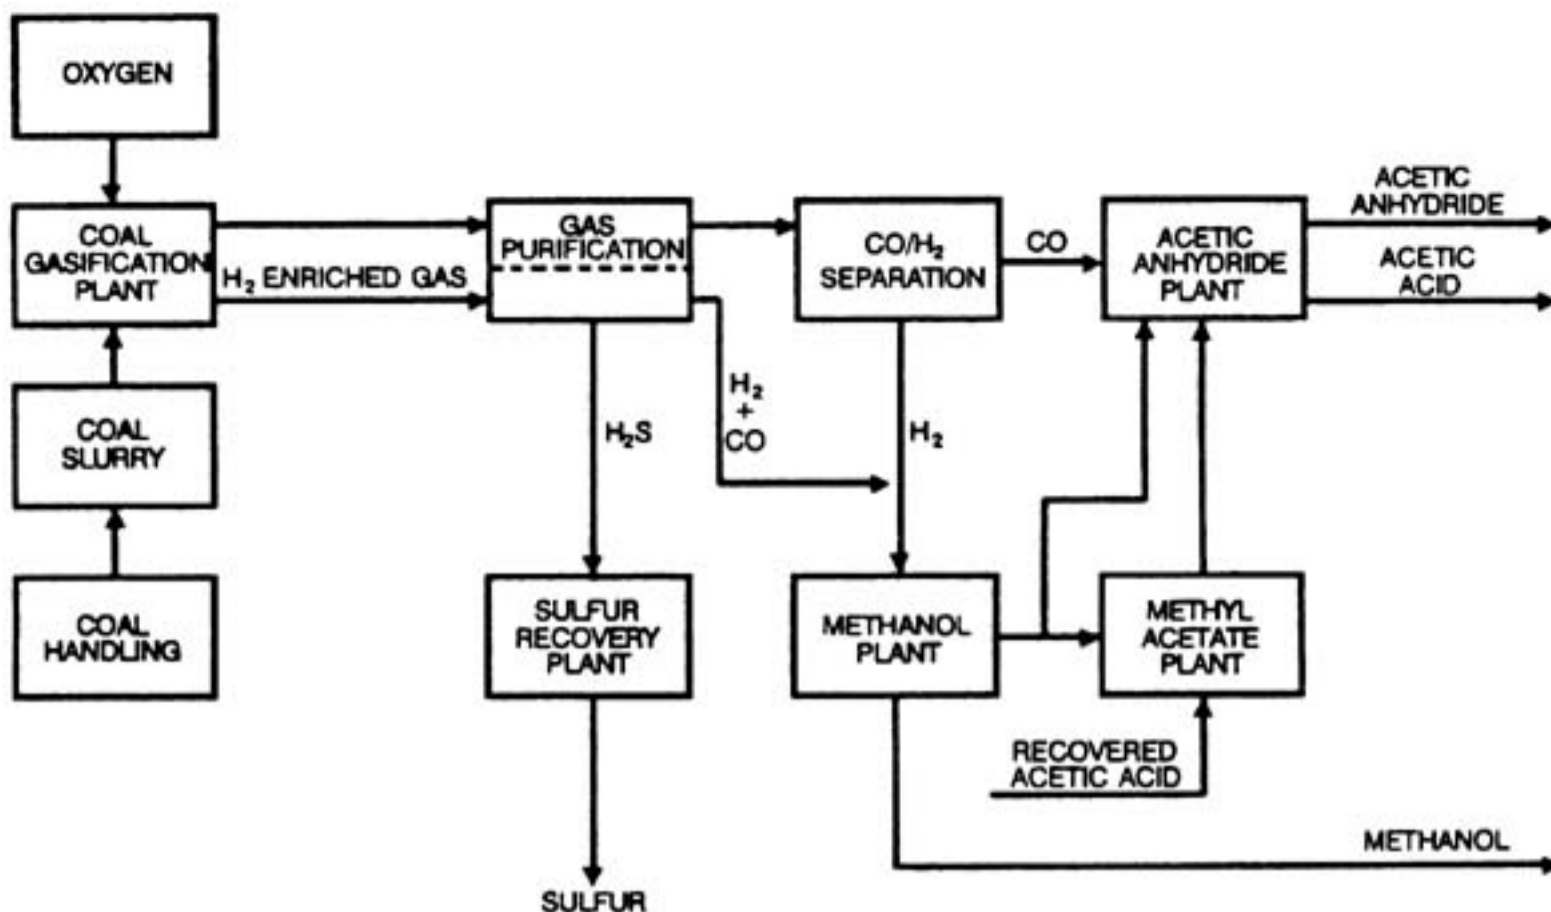 OXYGEN
COAL
GASIFICATION
PLANT
H₂ ENRICHED GAS
GAS
PURIFICATION
CO/H₂
SEPARATION
CO
ACETIC
ANHYDRIDE
PLANT
ACETIC
ANHYDRIDE
ACETIC
ACID
COAL
SLURRY
H₂S
H₂
+
CO
H₂
COAL
HANDLING
SULFUR
RECOVERY
PLANT
METHANOL
PLANT
METHYL
ACETATE
PLANT
RECOVERED
ACETIC ACID
METHANOL
SULFUR